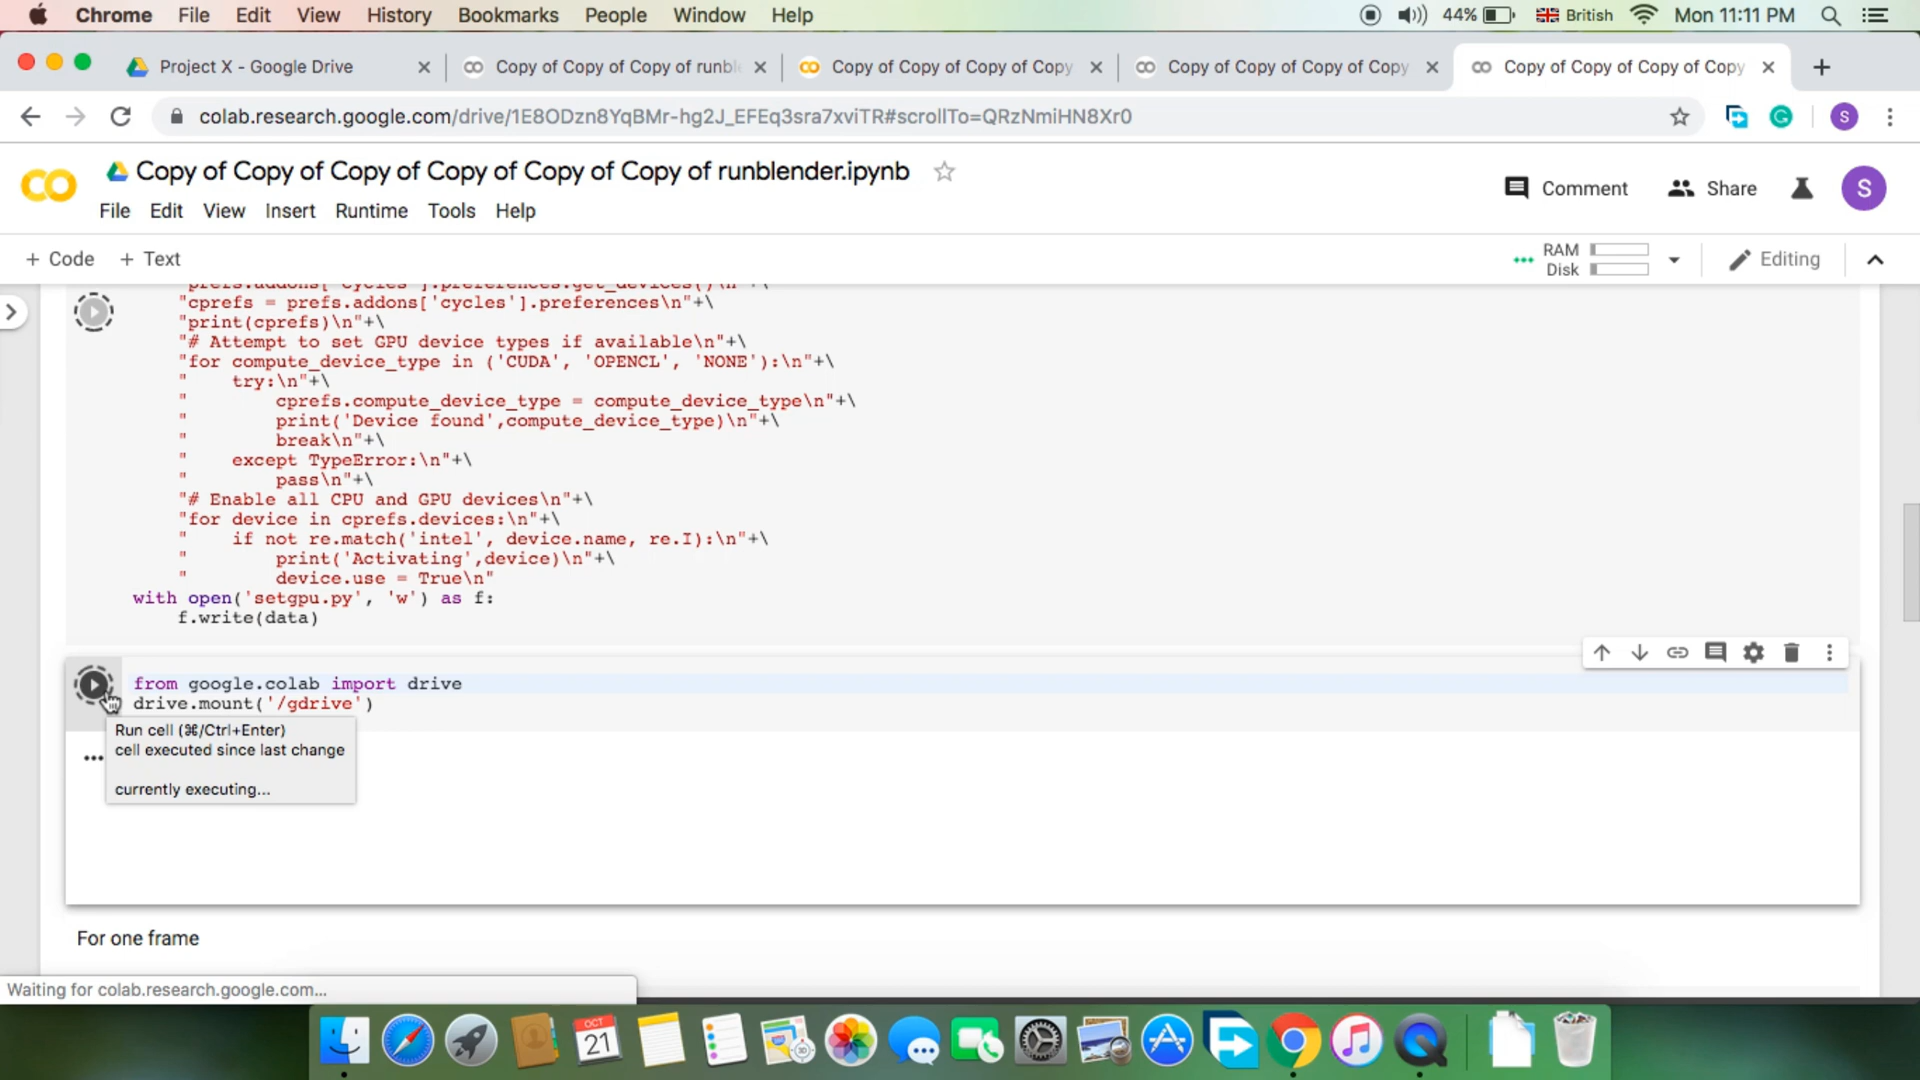 Chrome File Edit View History Bookmarks People Window Help 44% British Mon 11:11 PM
Project X - Google Drive Copy of Copy of Copy of runbl Copy of Copy of Copy of Copy Copy of Copy of Copy of Copy Copy of Copy of Copy of Copy
colab.research.google.com/drive/1E8ODzn8YqBMr-hg2J_EFEq3sra7xviTR#scrollTo=QRzNmiHN8Xr0 S
Copy of Copy of Copy of Copy of Copy of Copy of runblender.ipynb
Comment Share S
File Edit View Insert Runtime Tools Help
+ Code + Text RAM Disk Editing
"prefs.addons['cycles'].preferences.get_devices()\n"+\
"cprefs = prefs.addons['cycles'].preferences\n"+\
"print(cprefs)\n"+\
"# Attempt to set GPU device types if available\n"+\
"for compute_device_type in ('CUDA', 'OPENCL', 'NONE'):\n"+\
"    try:\n"+\
"        cprefs.compute_device_type = compute_device_type\n"+\
"        print('Device found',compute_device_type)\n"+\
"        break\n"+\
"    except TypeError:\n"+\
"        pass\n"+\
"# Enable all CPU and GPU devices\n"+\
"for device in cprefs.devices:\n"+\
"    if not re.match('intel', device.name, re.I):\n"+\
"        print('Activating',device)\n"+\
"        device.use = True\n"
with open('setgpu.py', 'w') as f:
    f.write(data)
from google.colab import drive
drive.mount('/gdrive')
Run cell (⌘/Ctrl+Enter)
cell executed since last change
currently executing...
For one frame
Waiting for colab.research.google.com...
OCT
21